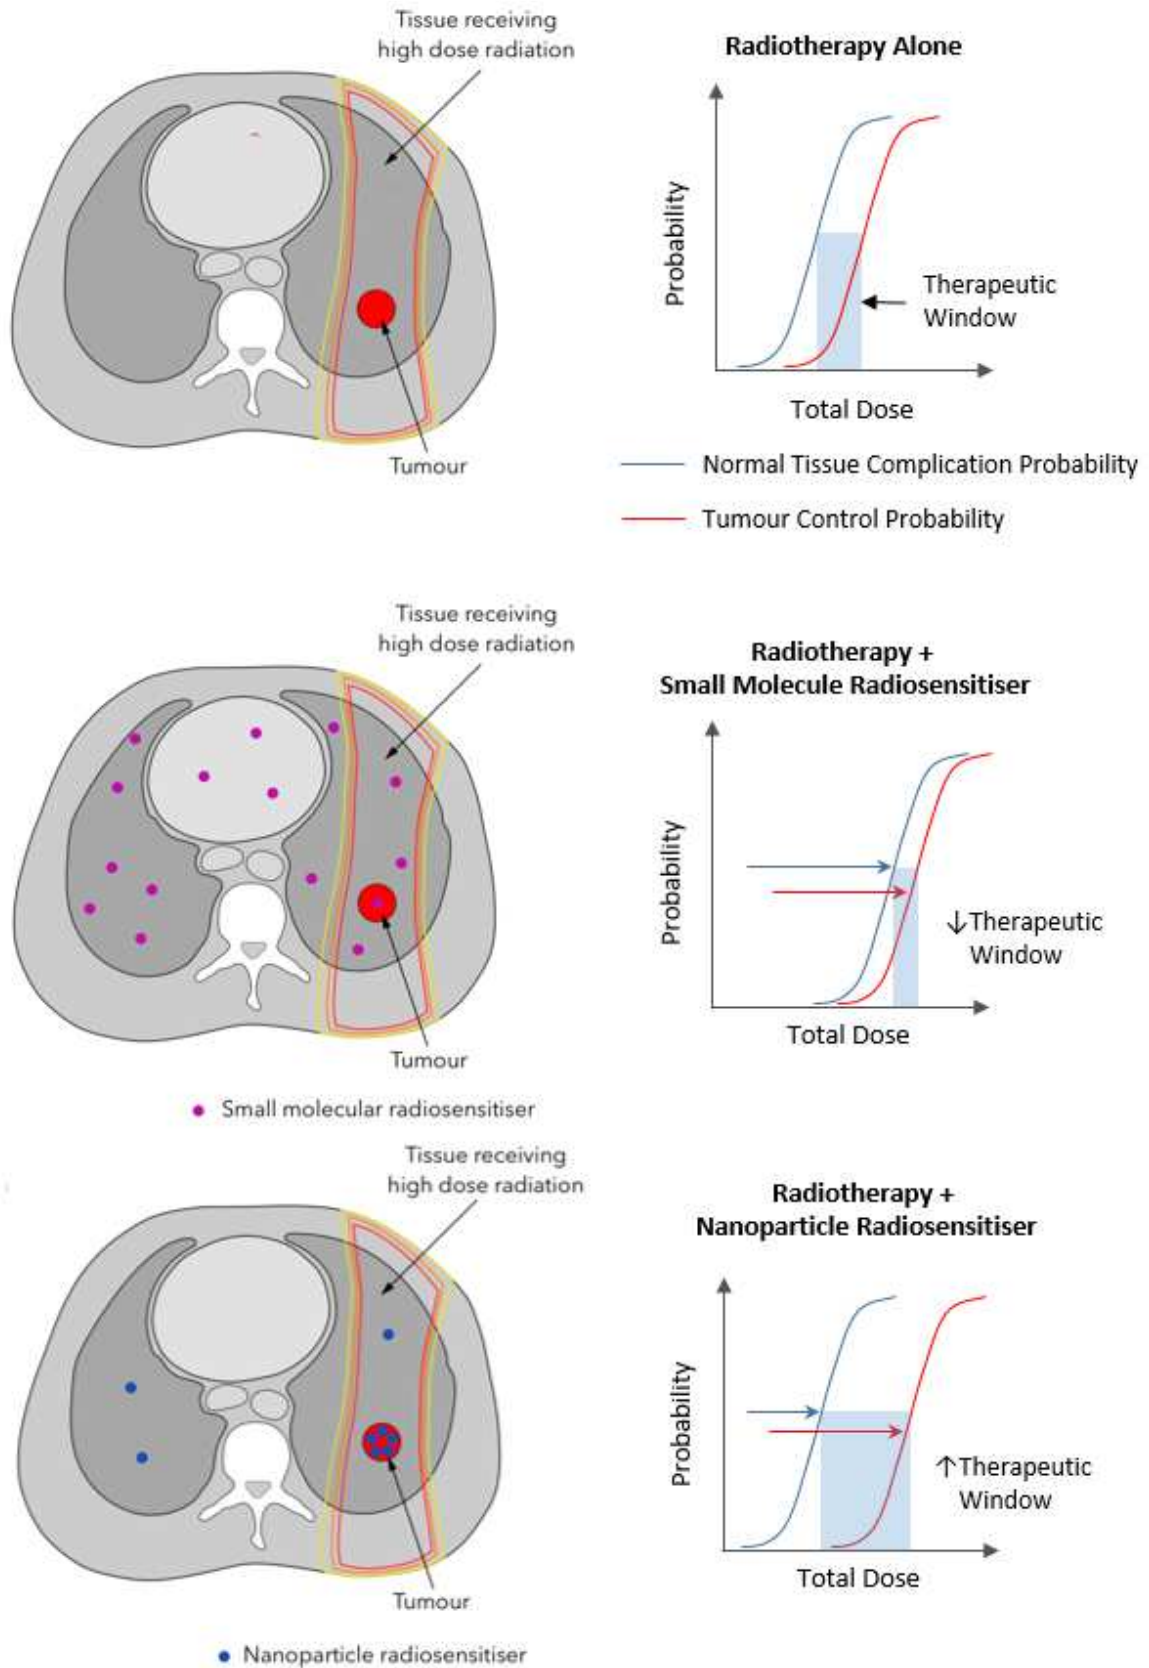 Tissue receiving
high dose radiation
Tumour
Radiotherapy Alone
Probability
Therapeutic
Window
Total Dose
Normal Tissue Complication Probability
Tumour Control Probability
Tissue receiving
high dose radiation
Tumour
Small molecular radiosensitiser
Radiotherapy +
Small Molecule Radiosensitiser
Probability
↓Therapeutic
Window
Total Dose
Tissue receiving
high dose radiation
Tumour
Nanoparticle radiosensitiser
Radiotherapy +
Nanoparticle Radiosensitiser
Probability
↑Therapeutic
Window
Total Dose